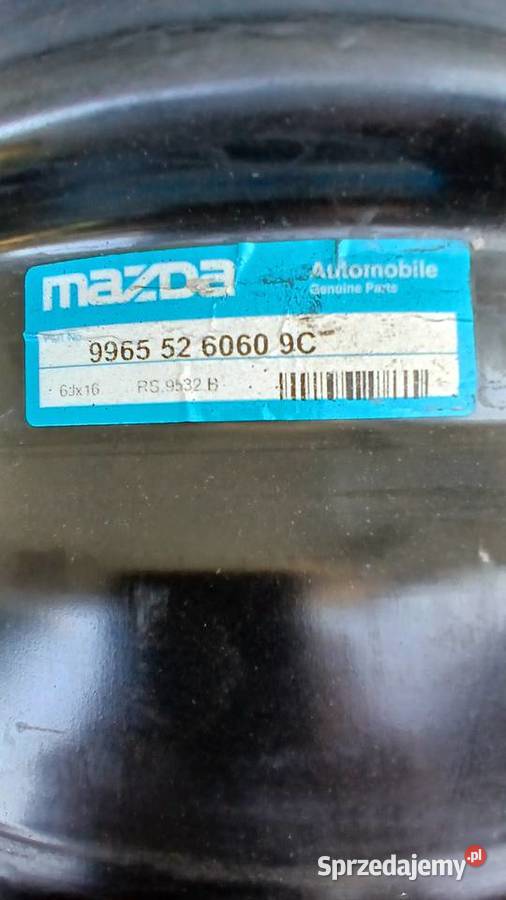 mazda
Automobile
Genuine Parts
Part No.
9965 52 6060 9C
6Jx16 RS.9532 B
Sprzedajemy.pl